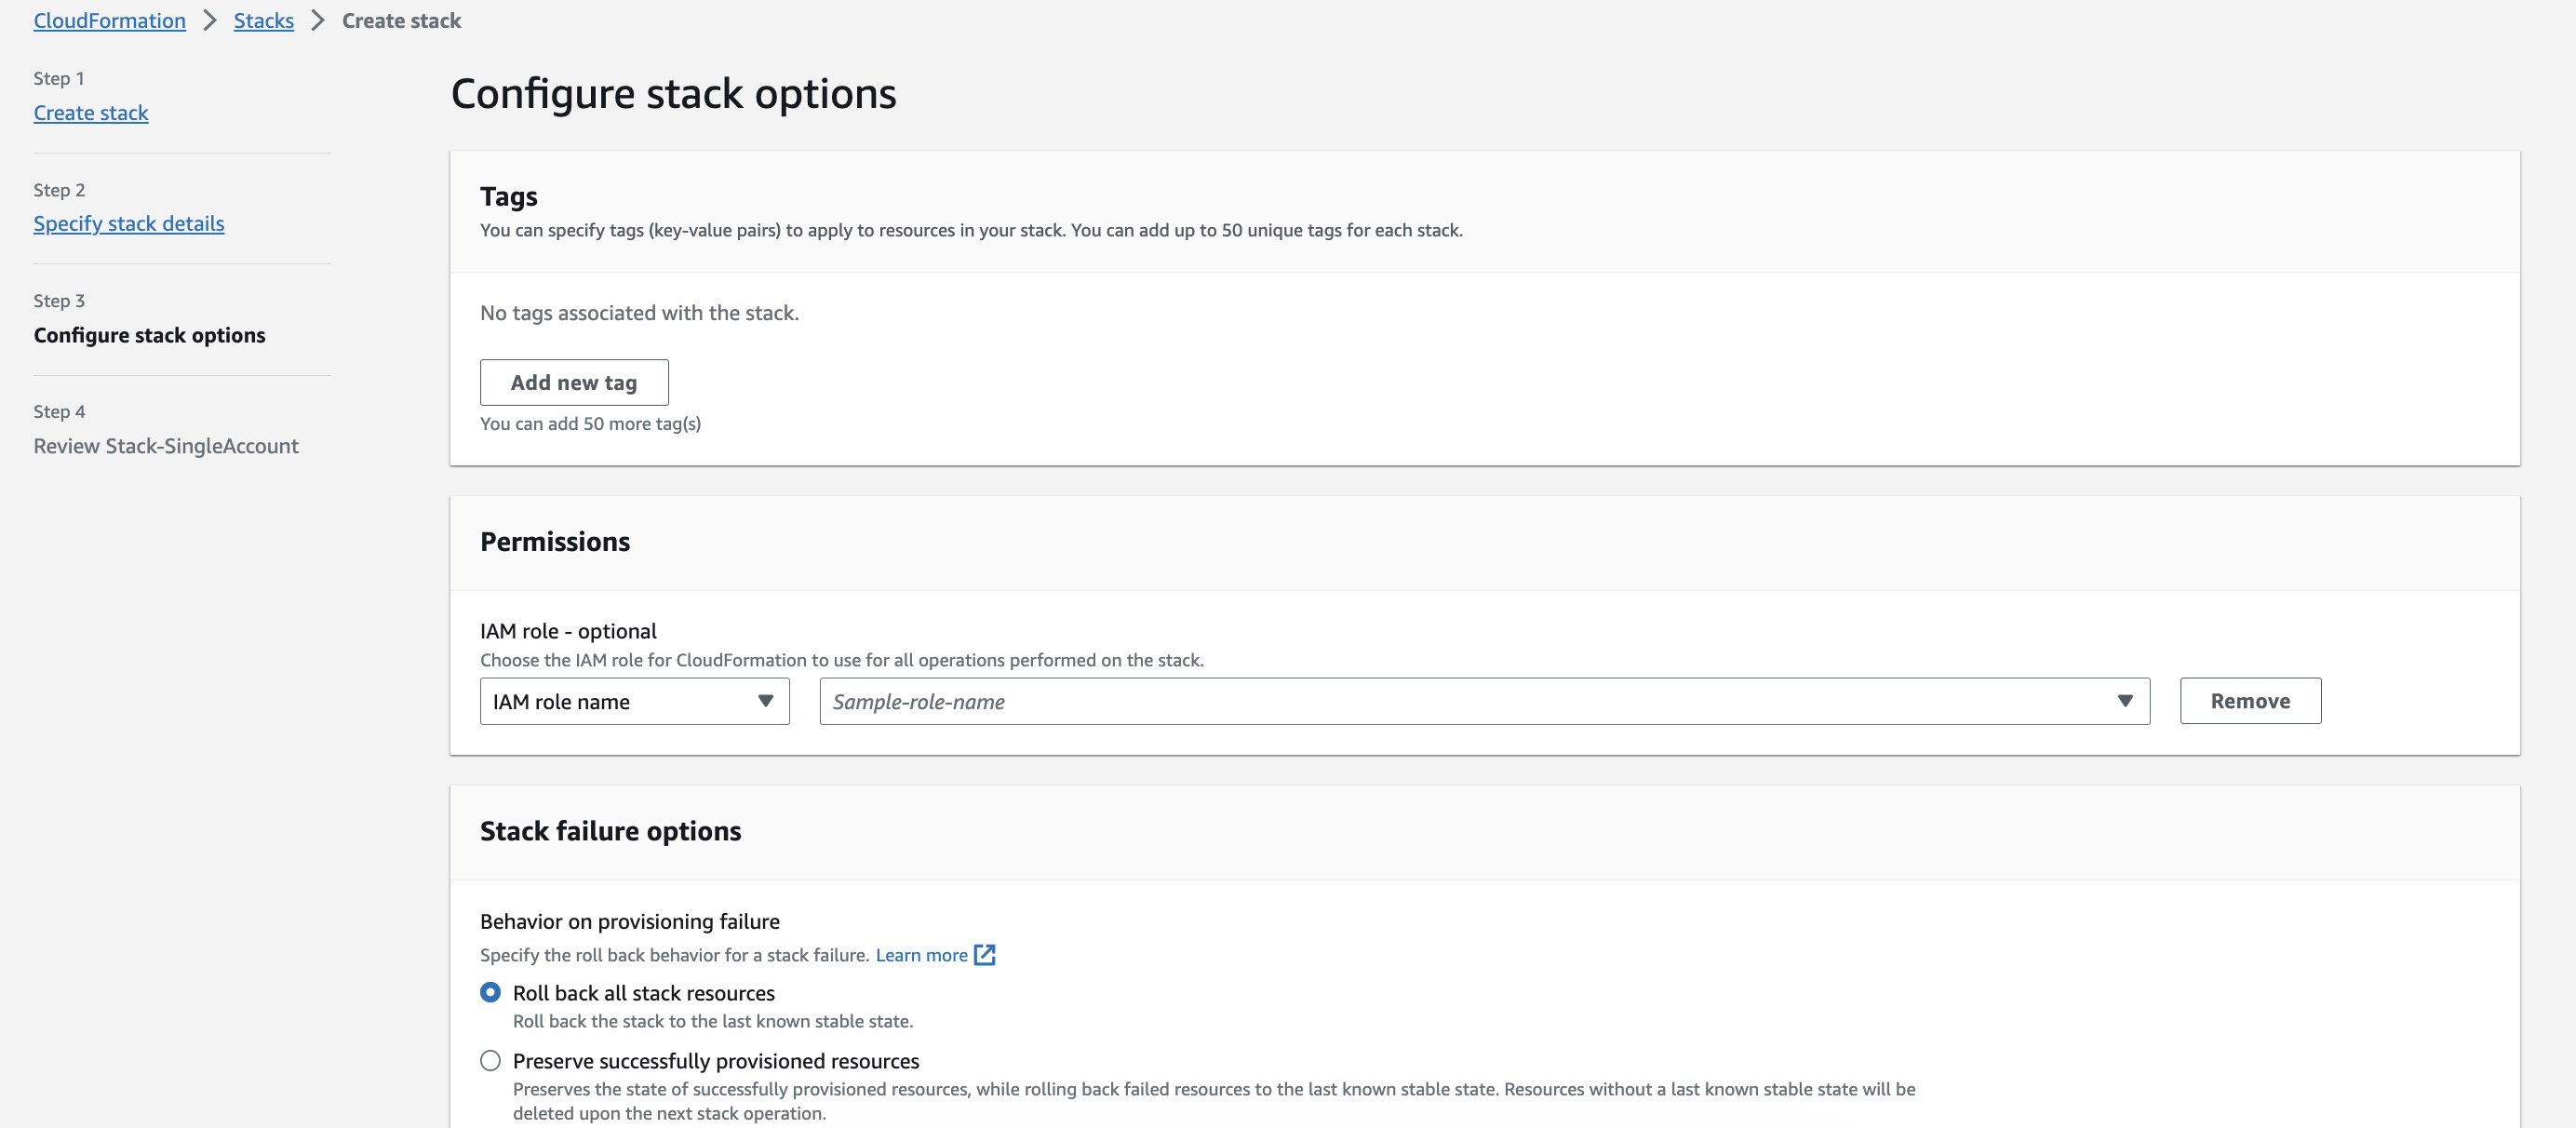 CloudFormation > Stacks > Create stack
Step 1
Create stack
Step 2
Specify stack details
Step 3
Configure stack options
Step 4
Review Stack-SingleAccount
Configure stack options
Tags
You can specify tags (key-value pairs) to apply to resources in your stack. You can add up to 50 unique tags for each stack.
No tags associated with the stack.
Add new tag
You can add 50 more tag(s)
Permissions
IAM role - optional
Choose the IAM role for CloudFormation to use for all operations performed on the stack.
IAM role name Sample-role-name Remove
Stack failure options
Behavior on provisioning failure
Specify the roll back behavior for a stack failure. Learn more
Roll back all stack resources
Roll back the stack to the last known stable state.
Preserve successfully provisioned resources
Preserves the state of successfully provisioned resources, while rolling back failed resources to the last known stable state. Resources without a last known stable state will be
deleted upon the next stack operation.